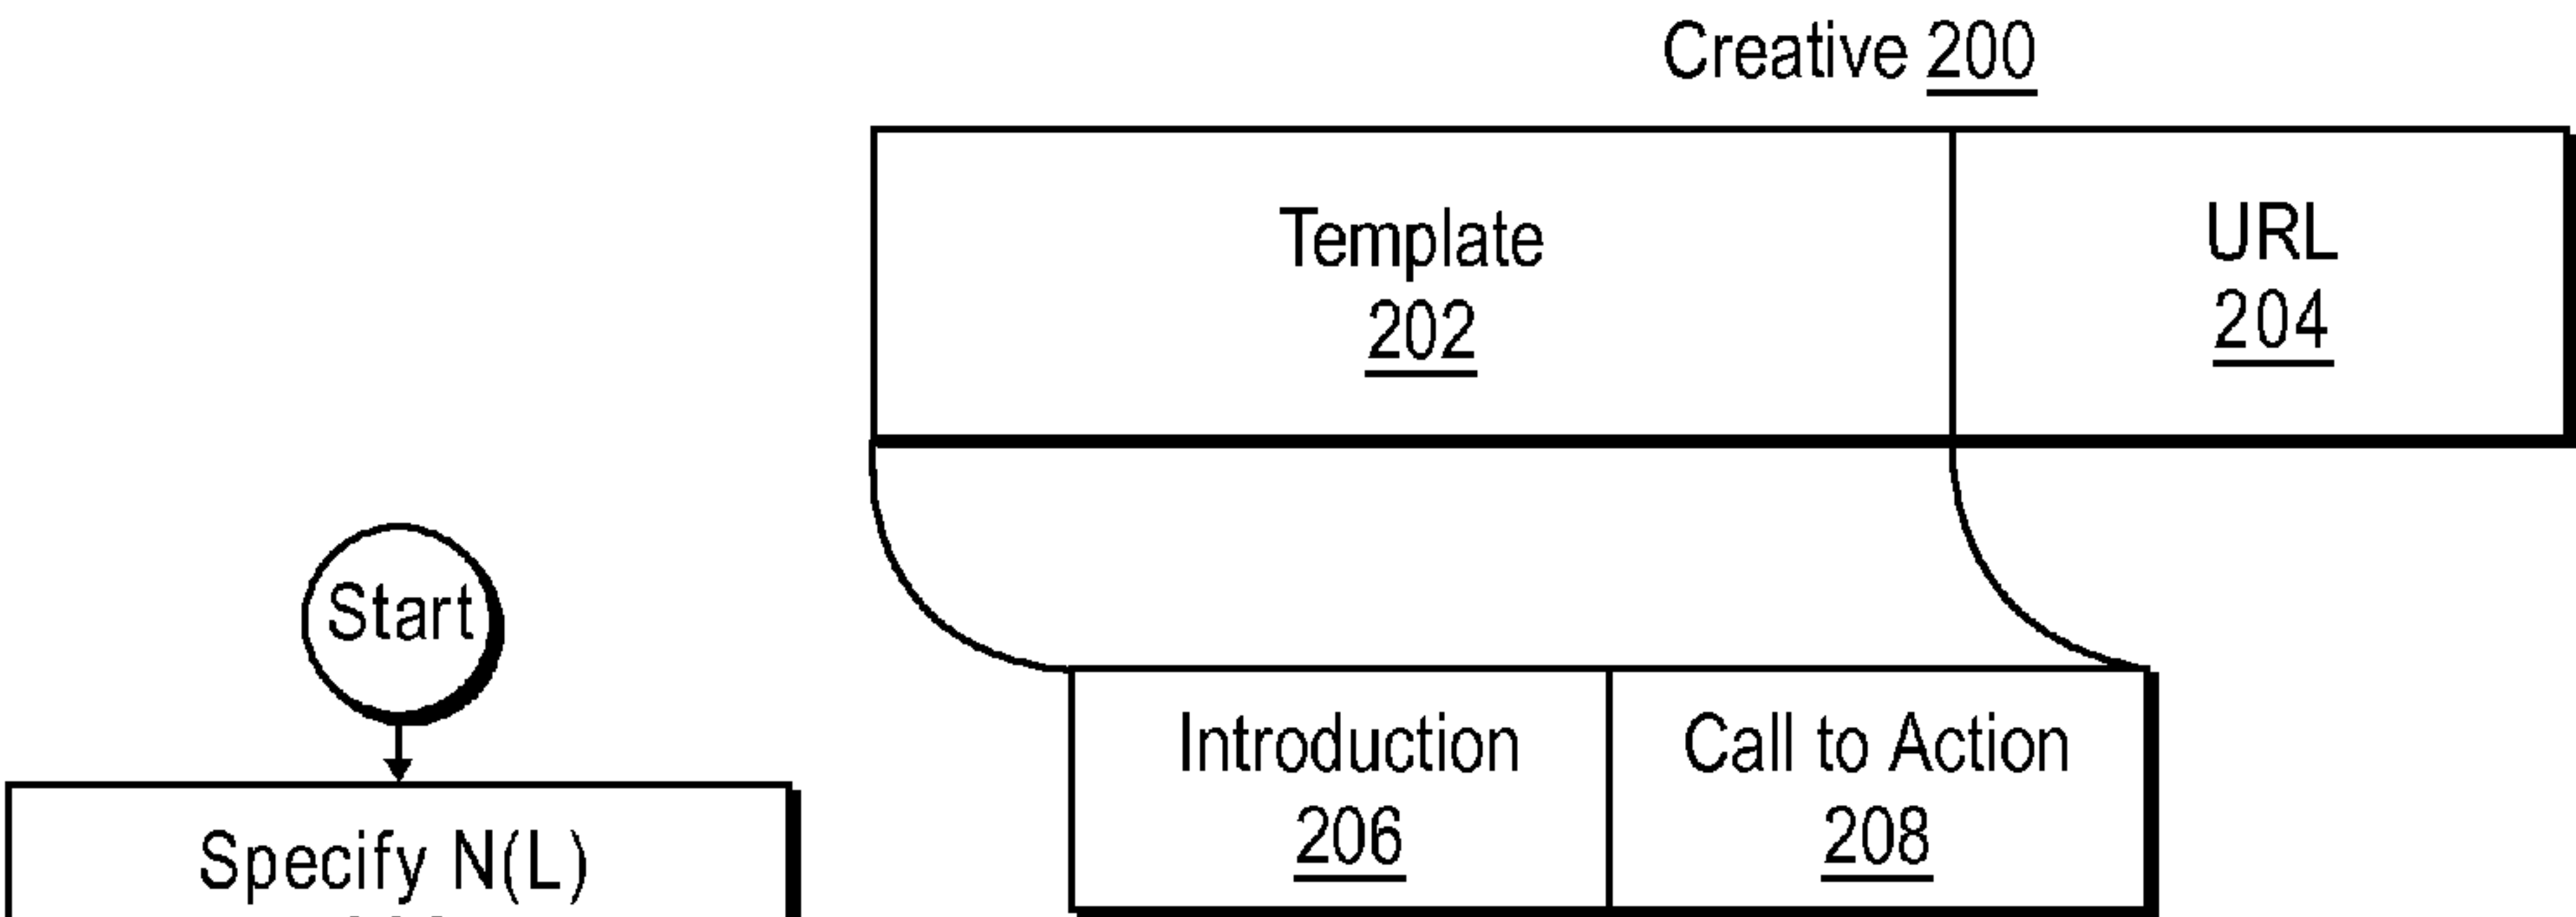 Creative 200
Template
202
URL
204
Start
Introduction
206
Call to Action
208
Specify N(L)